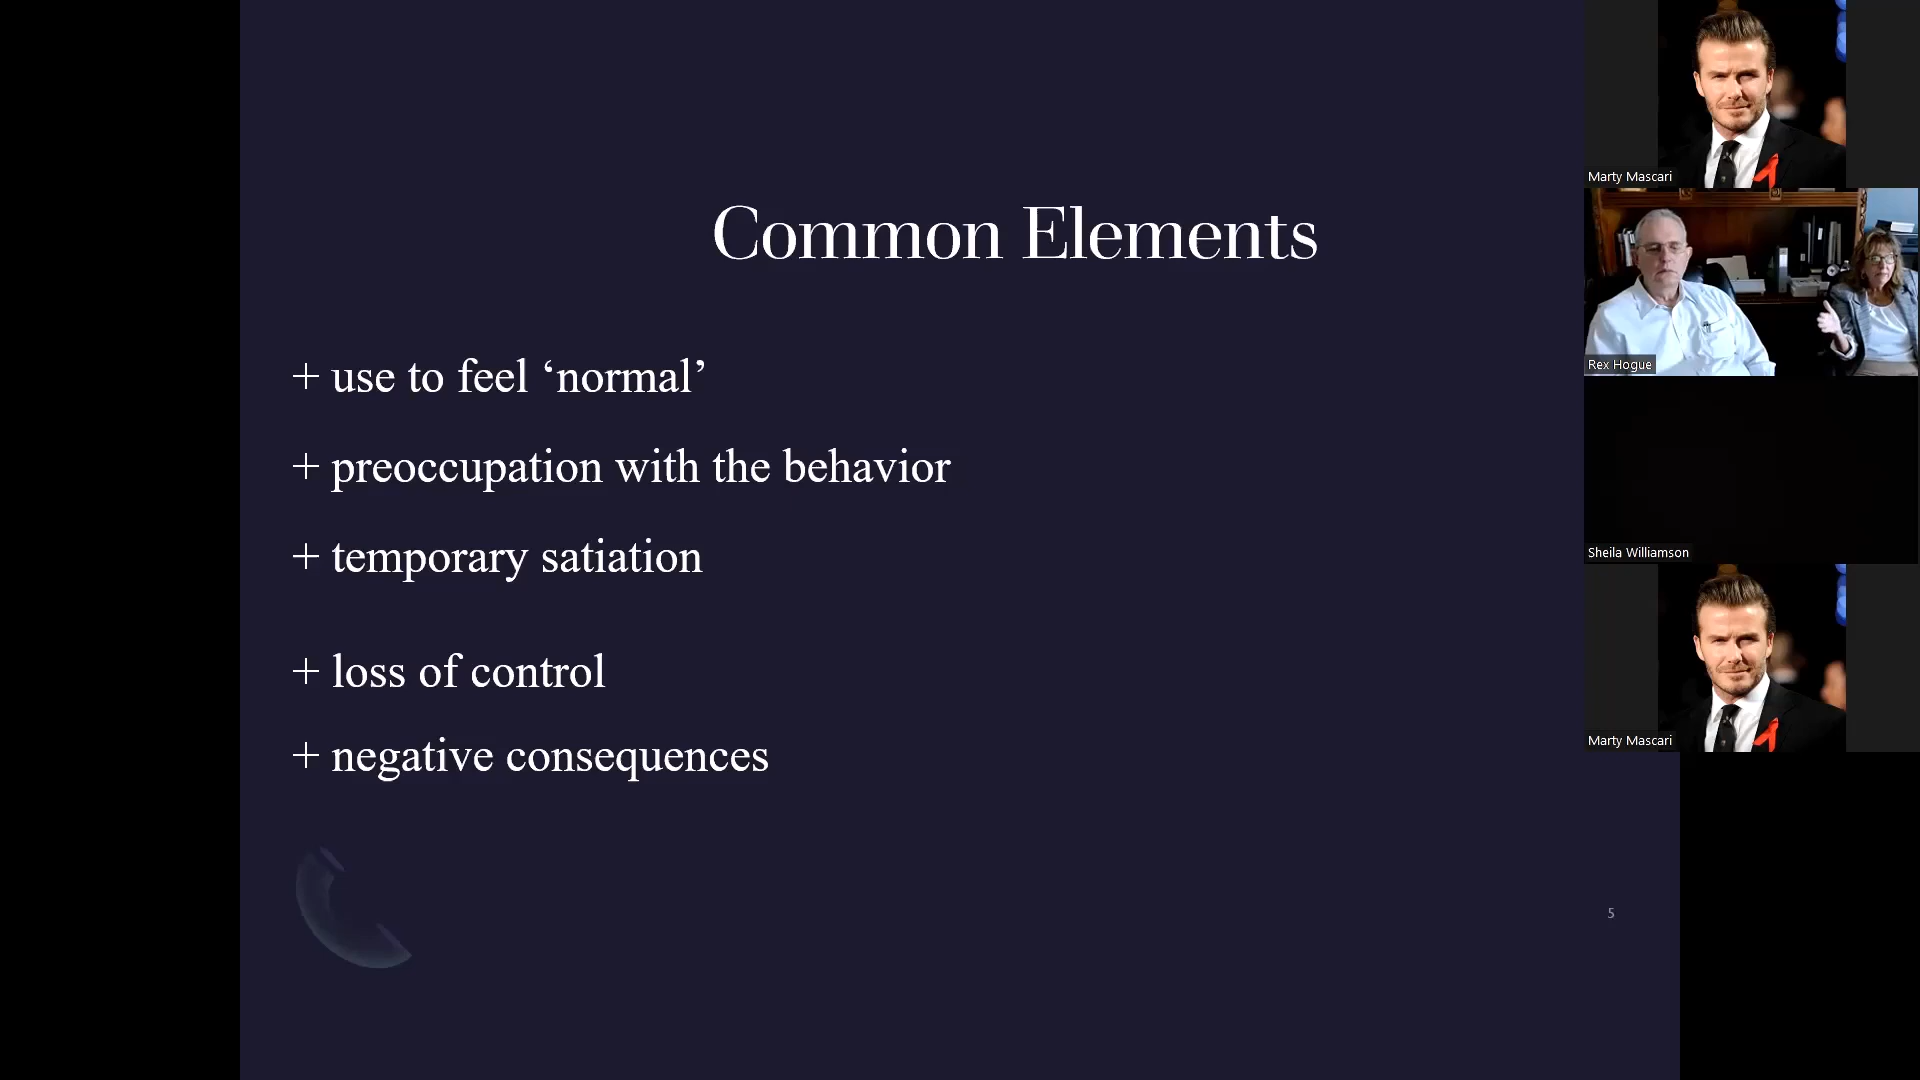 Common Elements
+ use to feel ‘normal’
+ preoccupation with the behavior
+ temporary satiation
+ loss of control
+ negative consequences
5
Marty Mascari
Rex Hogue
Sheila Williamson
Marty Mascari